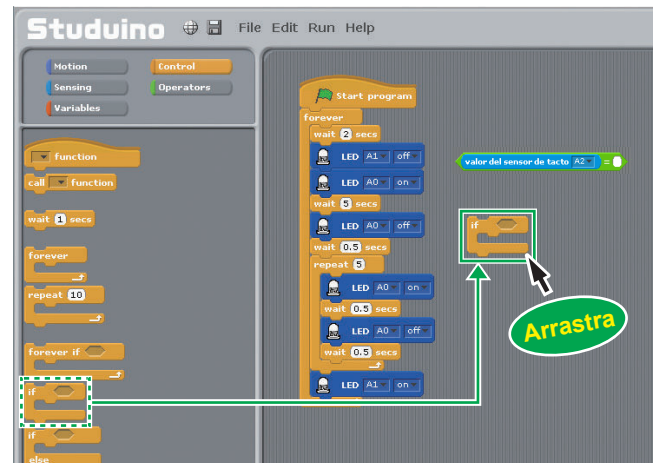 Studuino File Edit Run Help
Motion Control
Sensing Operators
Variables
function
call function
wait 1 secs
forever
repeat 10
forever if
if
if
else
Start program
forever
wait 2 secs
LED A1 off
LED A0 on
wait 5 secs
LED A0 off
wait 0.5 secs
repeat 5
LED A0 on
wait 0.5 secs
LED A0 off
wait 0.5 secs
LED A1 on
valor del sensor de tacto A2 =
if
Arrastra